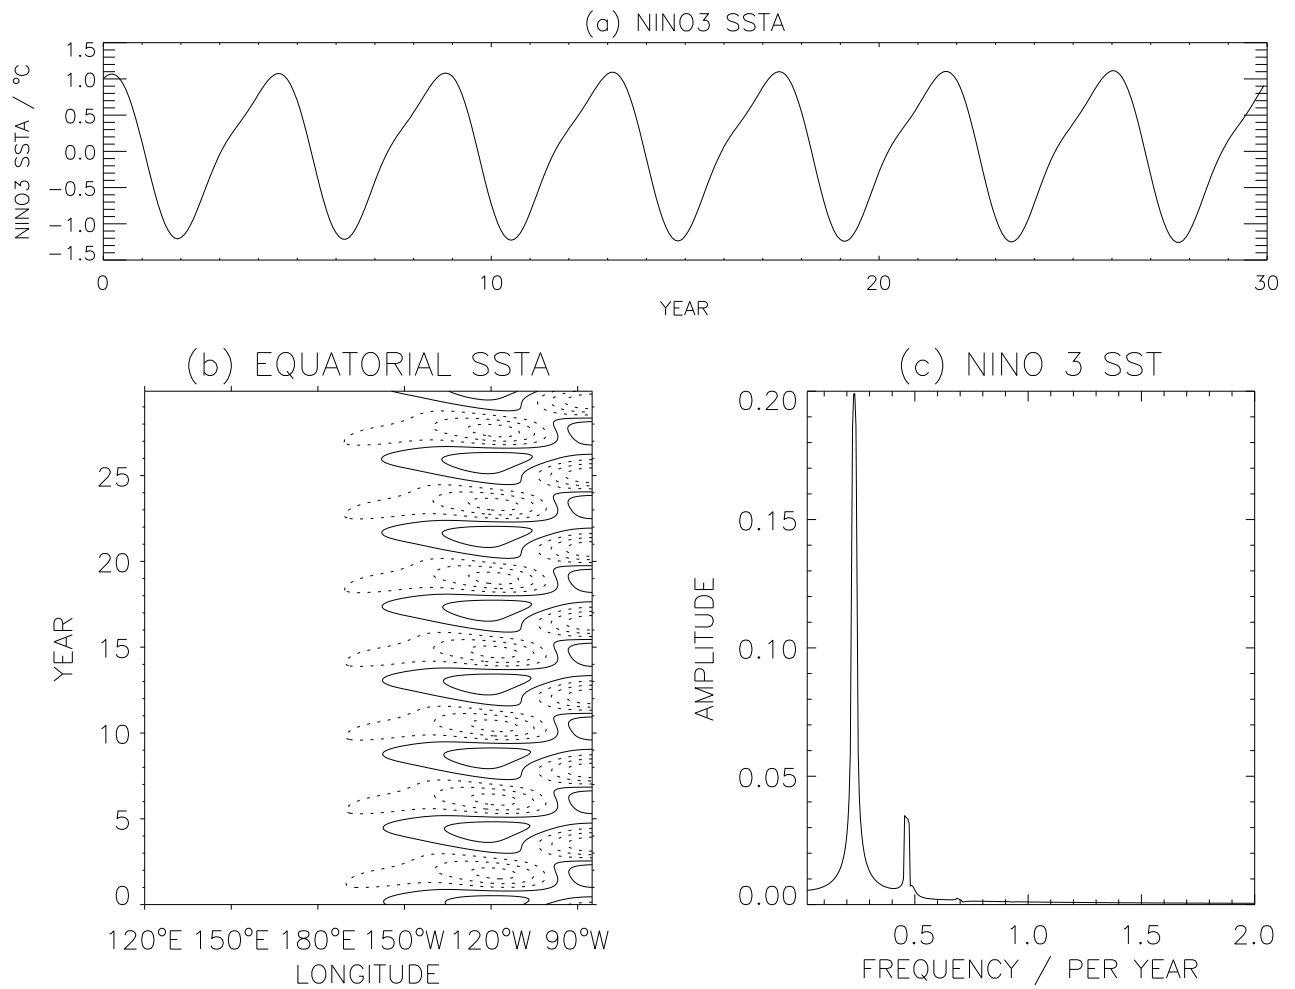 (a) NINO3 SSTA
NINO3 SSTA / °C
1.5
1.0
0.5
0.0
−0.5
−1.0
−1.5
0 10 20 30
YEAR
(b) EQUATORIAL SSTA
YEAR
25
20
15
10
5
0
120°E 150°E 180°E 150°W 120°W 90°W
LONGITUDE
(c) NINO 3 SST
AMPLITUDE
0.20
0.15
0.10
0.05
0.00
0.5 1.0 1.5 2.0
FREQUENCY / PER YEAR